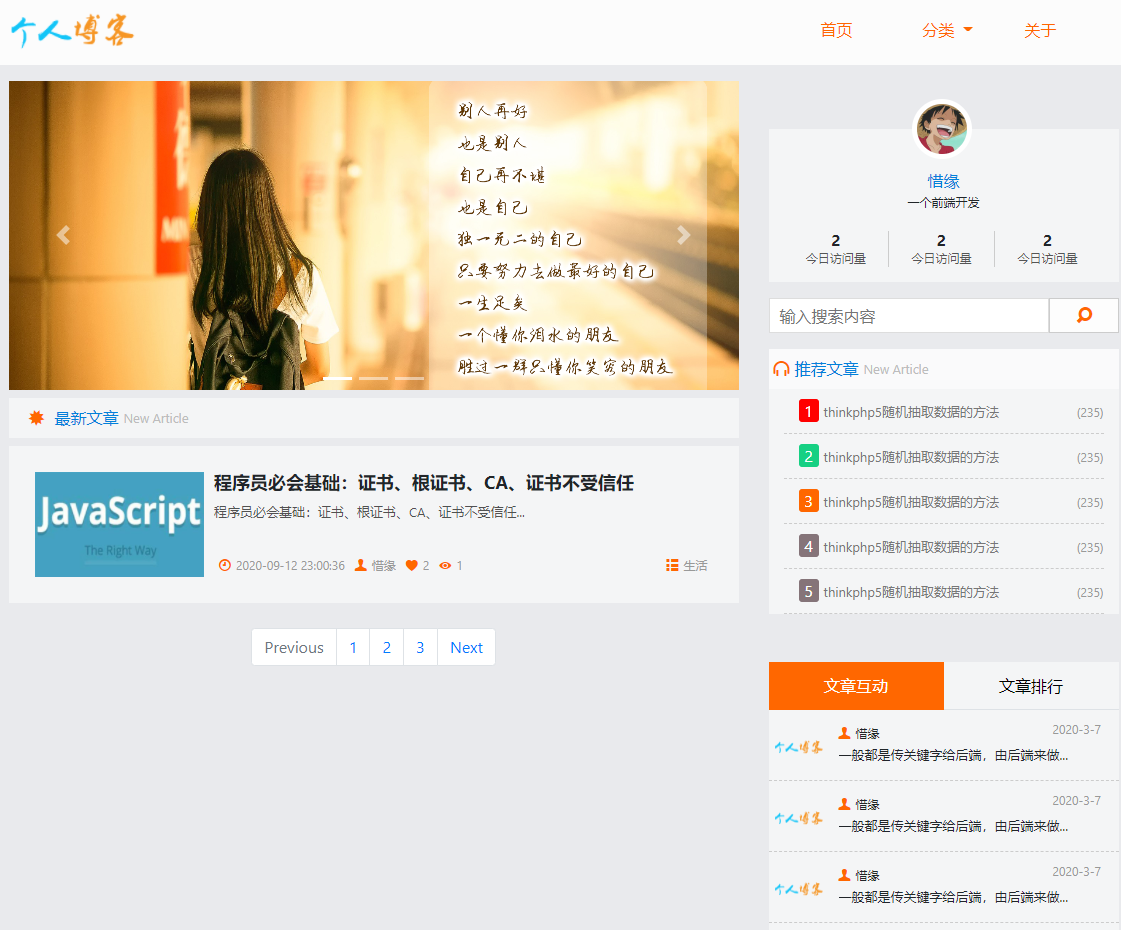 个人博客
首页
分类
关于
别人再好
也是别人
自己再不堪
也是自己
独一无二的自己
只要努力去做最好的自己
一生足矣
一个懂你泪水的朋友
胜过一群只懂你笑容的朋友
最新文章 New Article
JavaScript
The Right Way
程序员必会基础：证书、根证书、CA、证书不受信任
程序员必会基础：证书、根证书、CA、证书不受信任...
2020-09-12 23:00:36 惜缘 2 1 生活
Previous 1 2 3 Next
惜缘
一个前端开发
2 2 2
今日访问量 今日访问量 今日访问量
输入搜索内容
推荐文章 New Article
1 thinkphp5随机抽取数据的方法 (235)
2 thinkphp5随机抽取数据的方法 (235)
3 thinkphp5随机抽取数据的方法 (235)
4 thinkphp5随机抽取数据的方法 (235)
5 thinkphp5随机抽取数据的方法 (235)
文章互动 文章排行
个人博客
惜缘 2020-3-7
一般都是传关键字给后端，由后端来做...
个人博客
惜缘 2020-3-7
一般都是传关键字给后端，由后端来做...
个人博客
惜缘 2020-3-7
一般都是传关键字给后端，由后端来做...